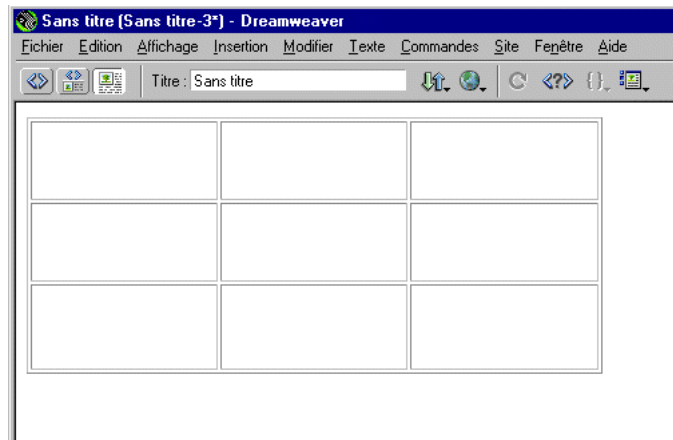 Sans titre (Sans titre-3*) - Dreamweaver
Fichier Edition Affichage Insertion Modifier Texte Commandes Site Fenêtre Aide
Titre : Sans titre